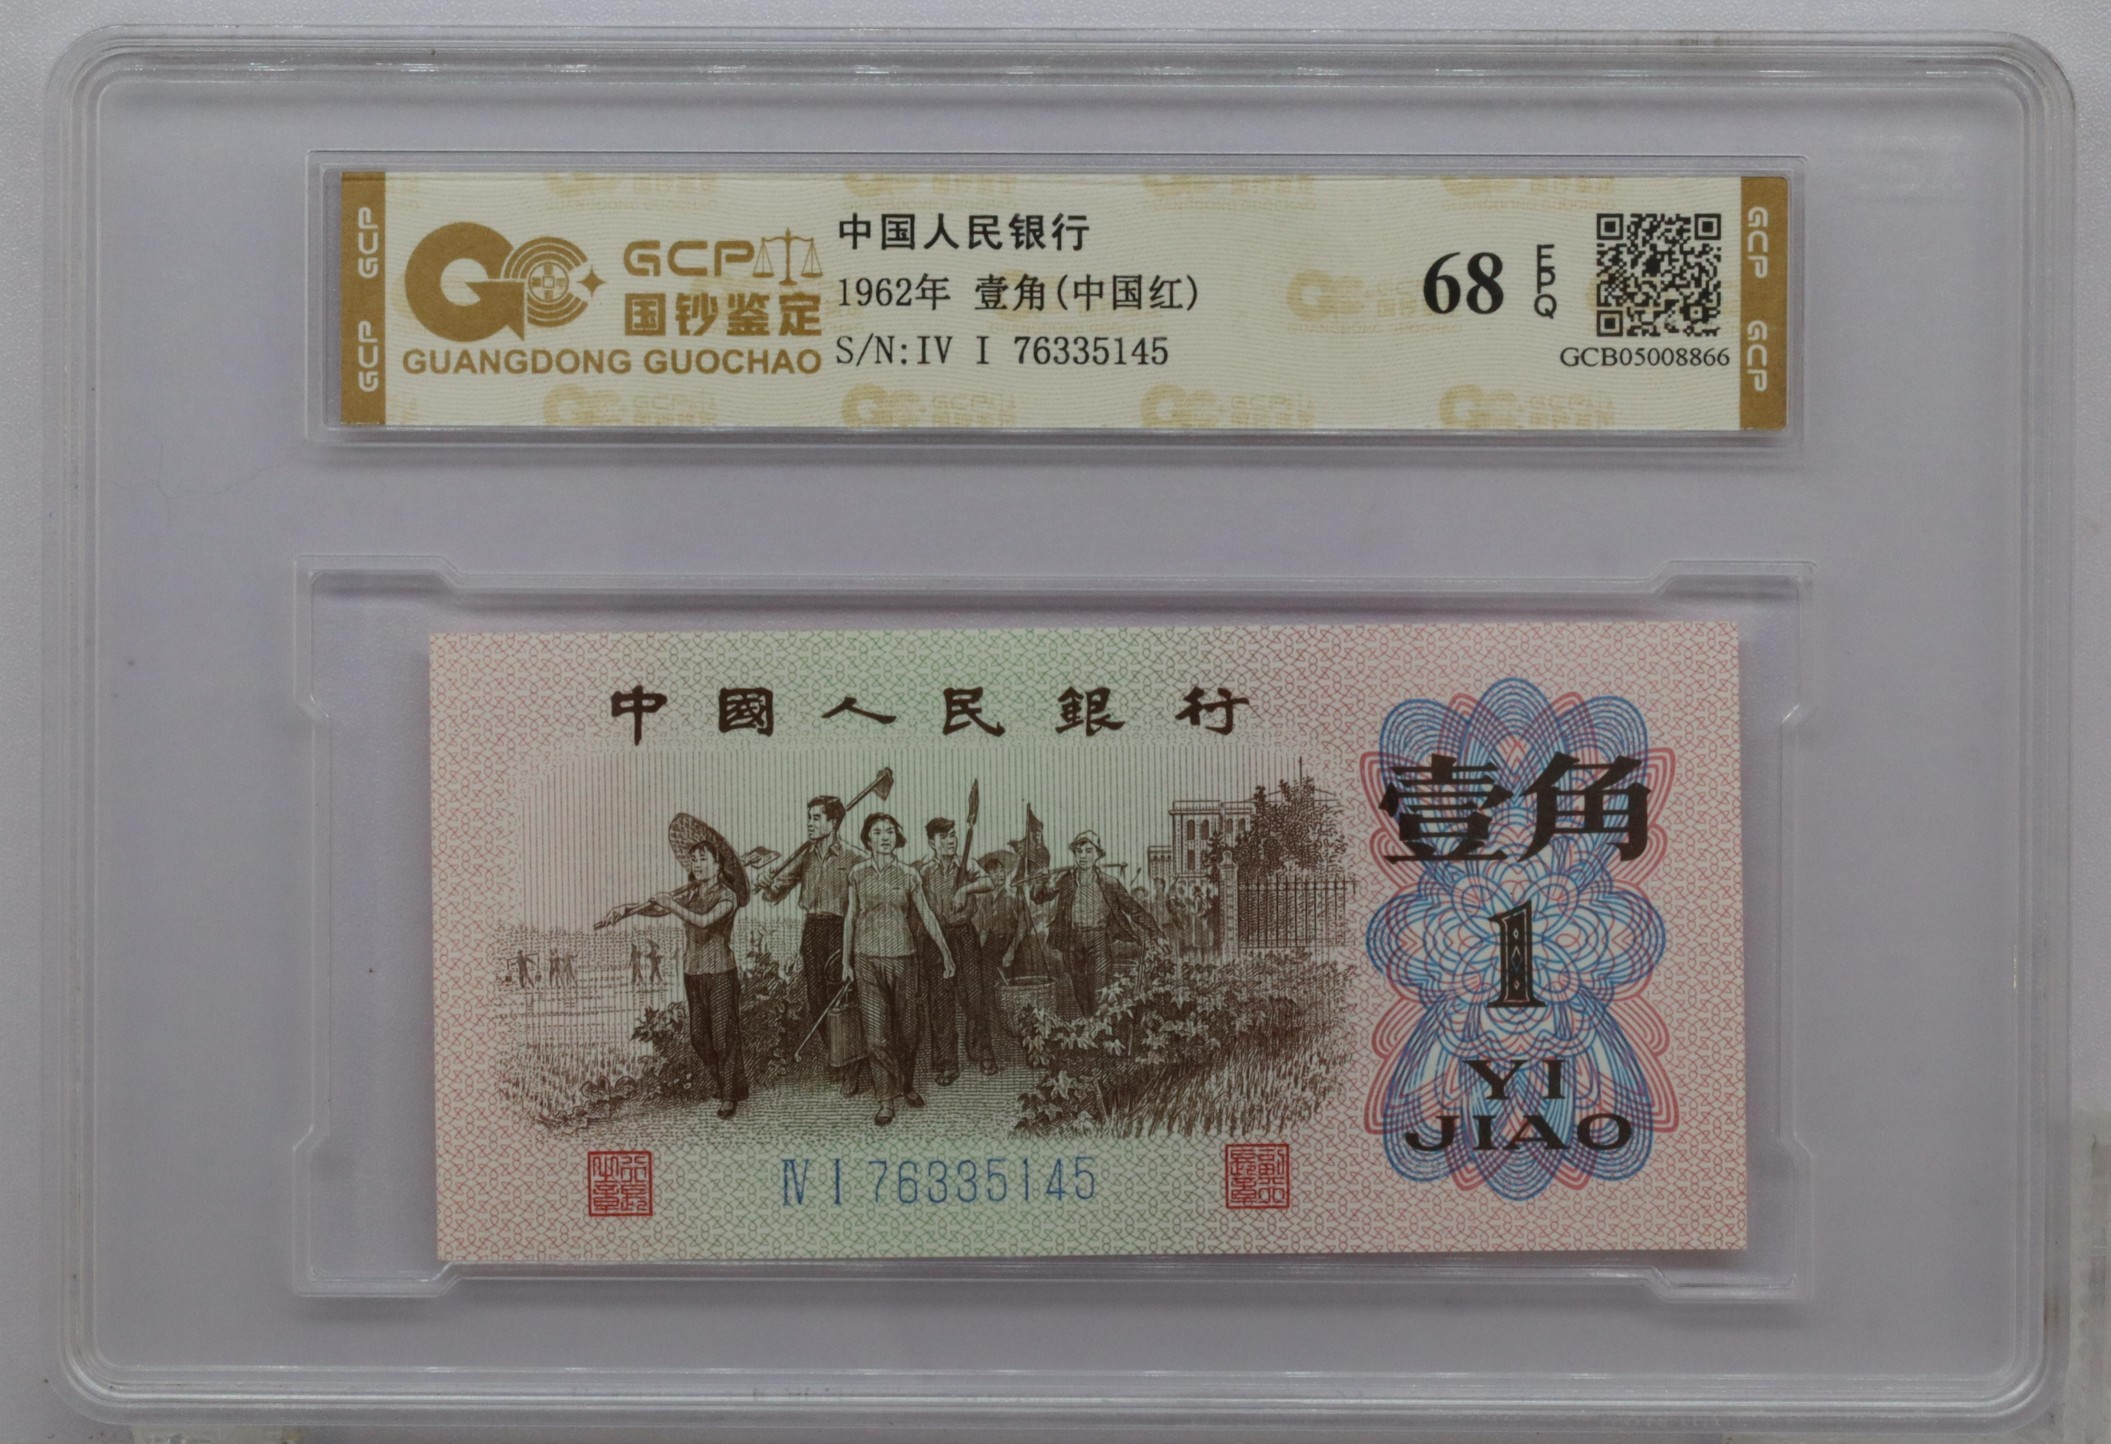 GCP
GCP
GCP
国钞鉴定
GUANGDONG GUOCHAO
中国人民银行
1962年 壹角(中国红)
S/N:IV I 76335145
68 EPQ
GCB05008866
GCP
GCP
中國人民銀行
壹角
1
YI
JIAO
IV I 76335145